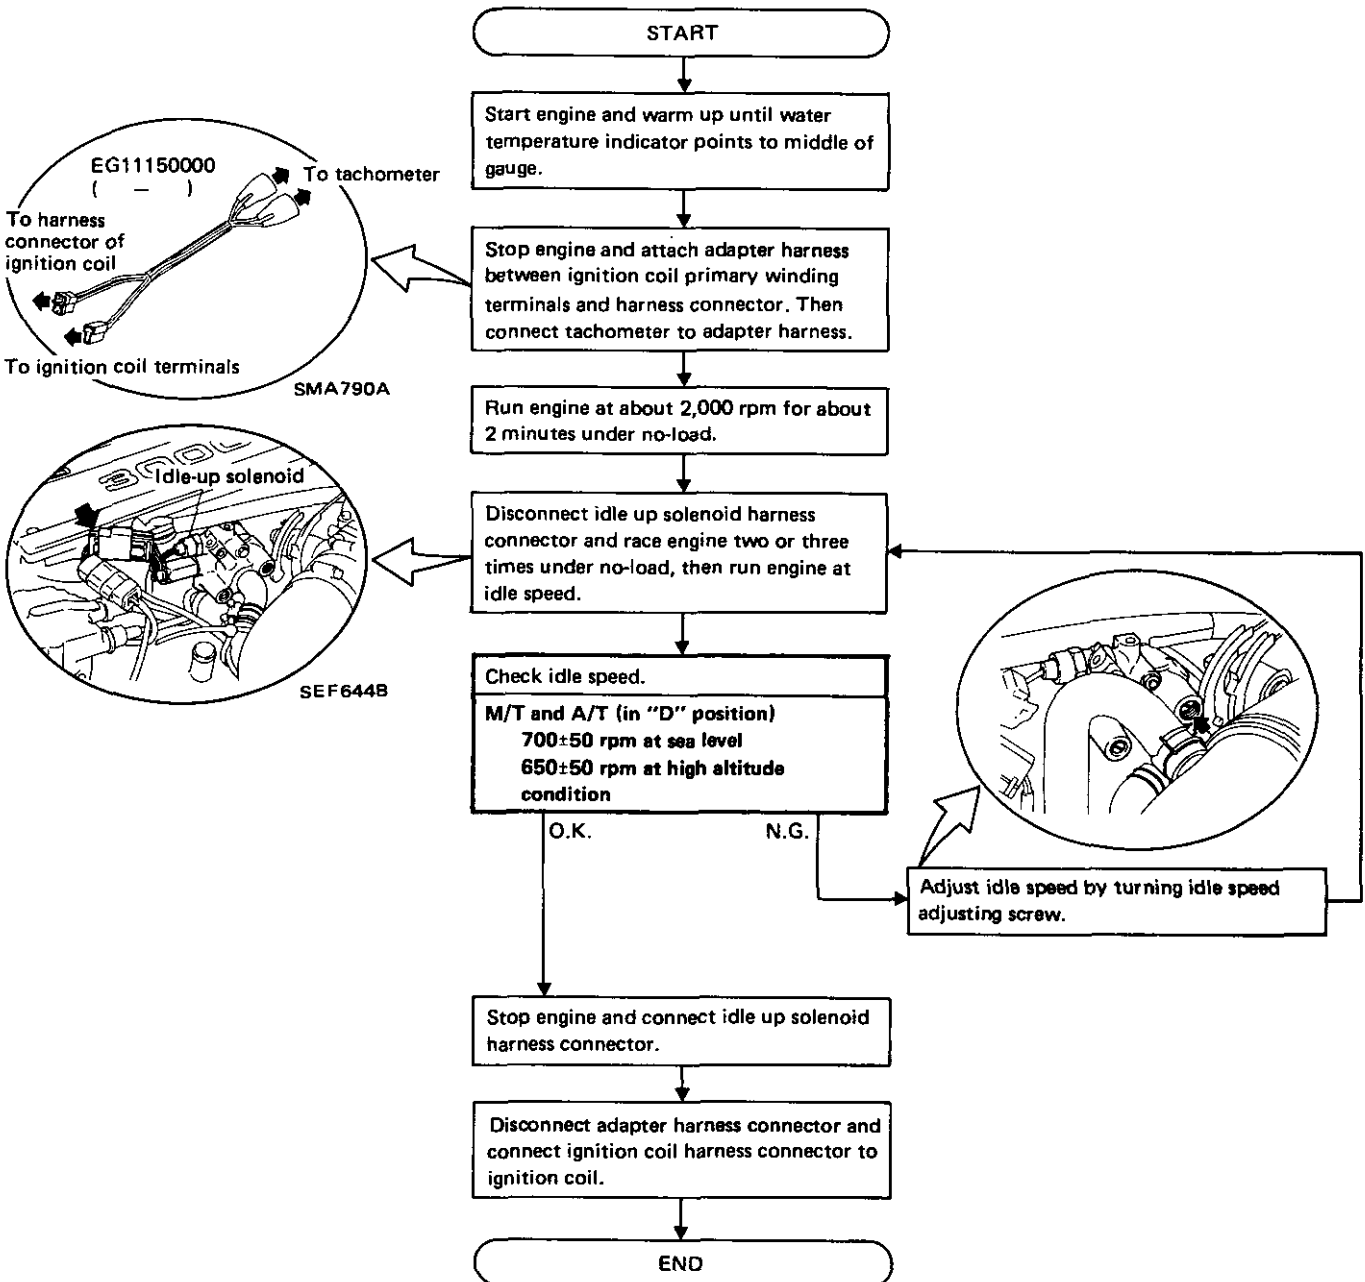 START
Start engine and warm up until water
temperature indicator points to middle of
gauge.
EG11150000
( — )
To tachometer
To harness
connector of
ignition coil
To ignition coil terminals
SMA790A
Stop engine and attach adapter harness
between ignition coil primary winding
terminals and harness connector. Then
connect tachometer to adapter harness.
Run engine at about 2,000 rpm for about
2 minutes under no-load.
300
Idle-up solenoid
SEF644B
Disconnect idle up solenoid harness
connector and race engine two or three
times under no-load, then run engine at
idle speed.
Check idle speed.
M/T and A/T (in "D" position)
700±50 rpm at sea level
650±50 rpm at high altitude
condition
O.K.
N.G.
Adjust idle speed by turning idle speed
adjusting screw.
Stop engine and connect idle up solenoid
harness connector.
Disconnect adapter harness connector and
connect ignition coil harness connector to
ignition coil.
END